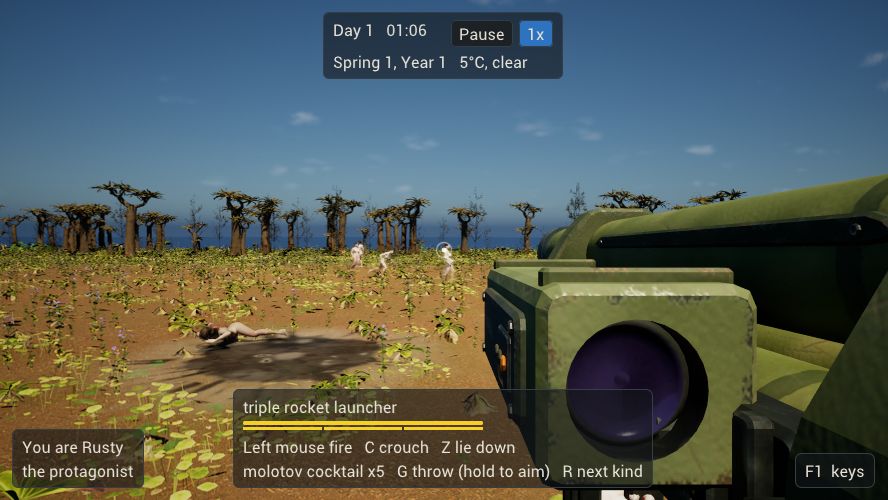 Day 1 01:06 Pause 1x
Spring 1, Year 1 5°C, clear
triple rocket launcher
Left mouse fire C crouch Z lie down
molotov cocktail x5 G throw (hold to aim) R next kind
You are Rusty
the protagonist
F1 keys